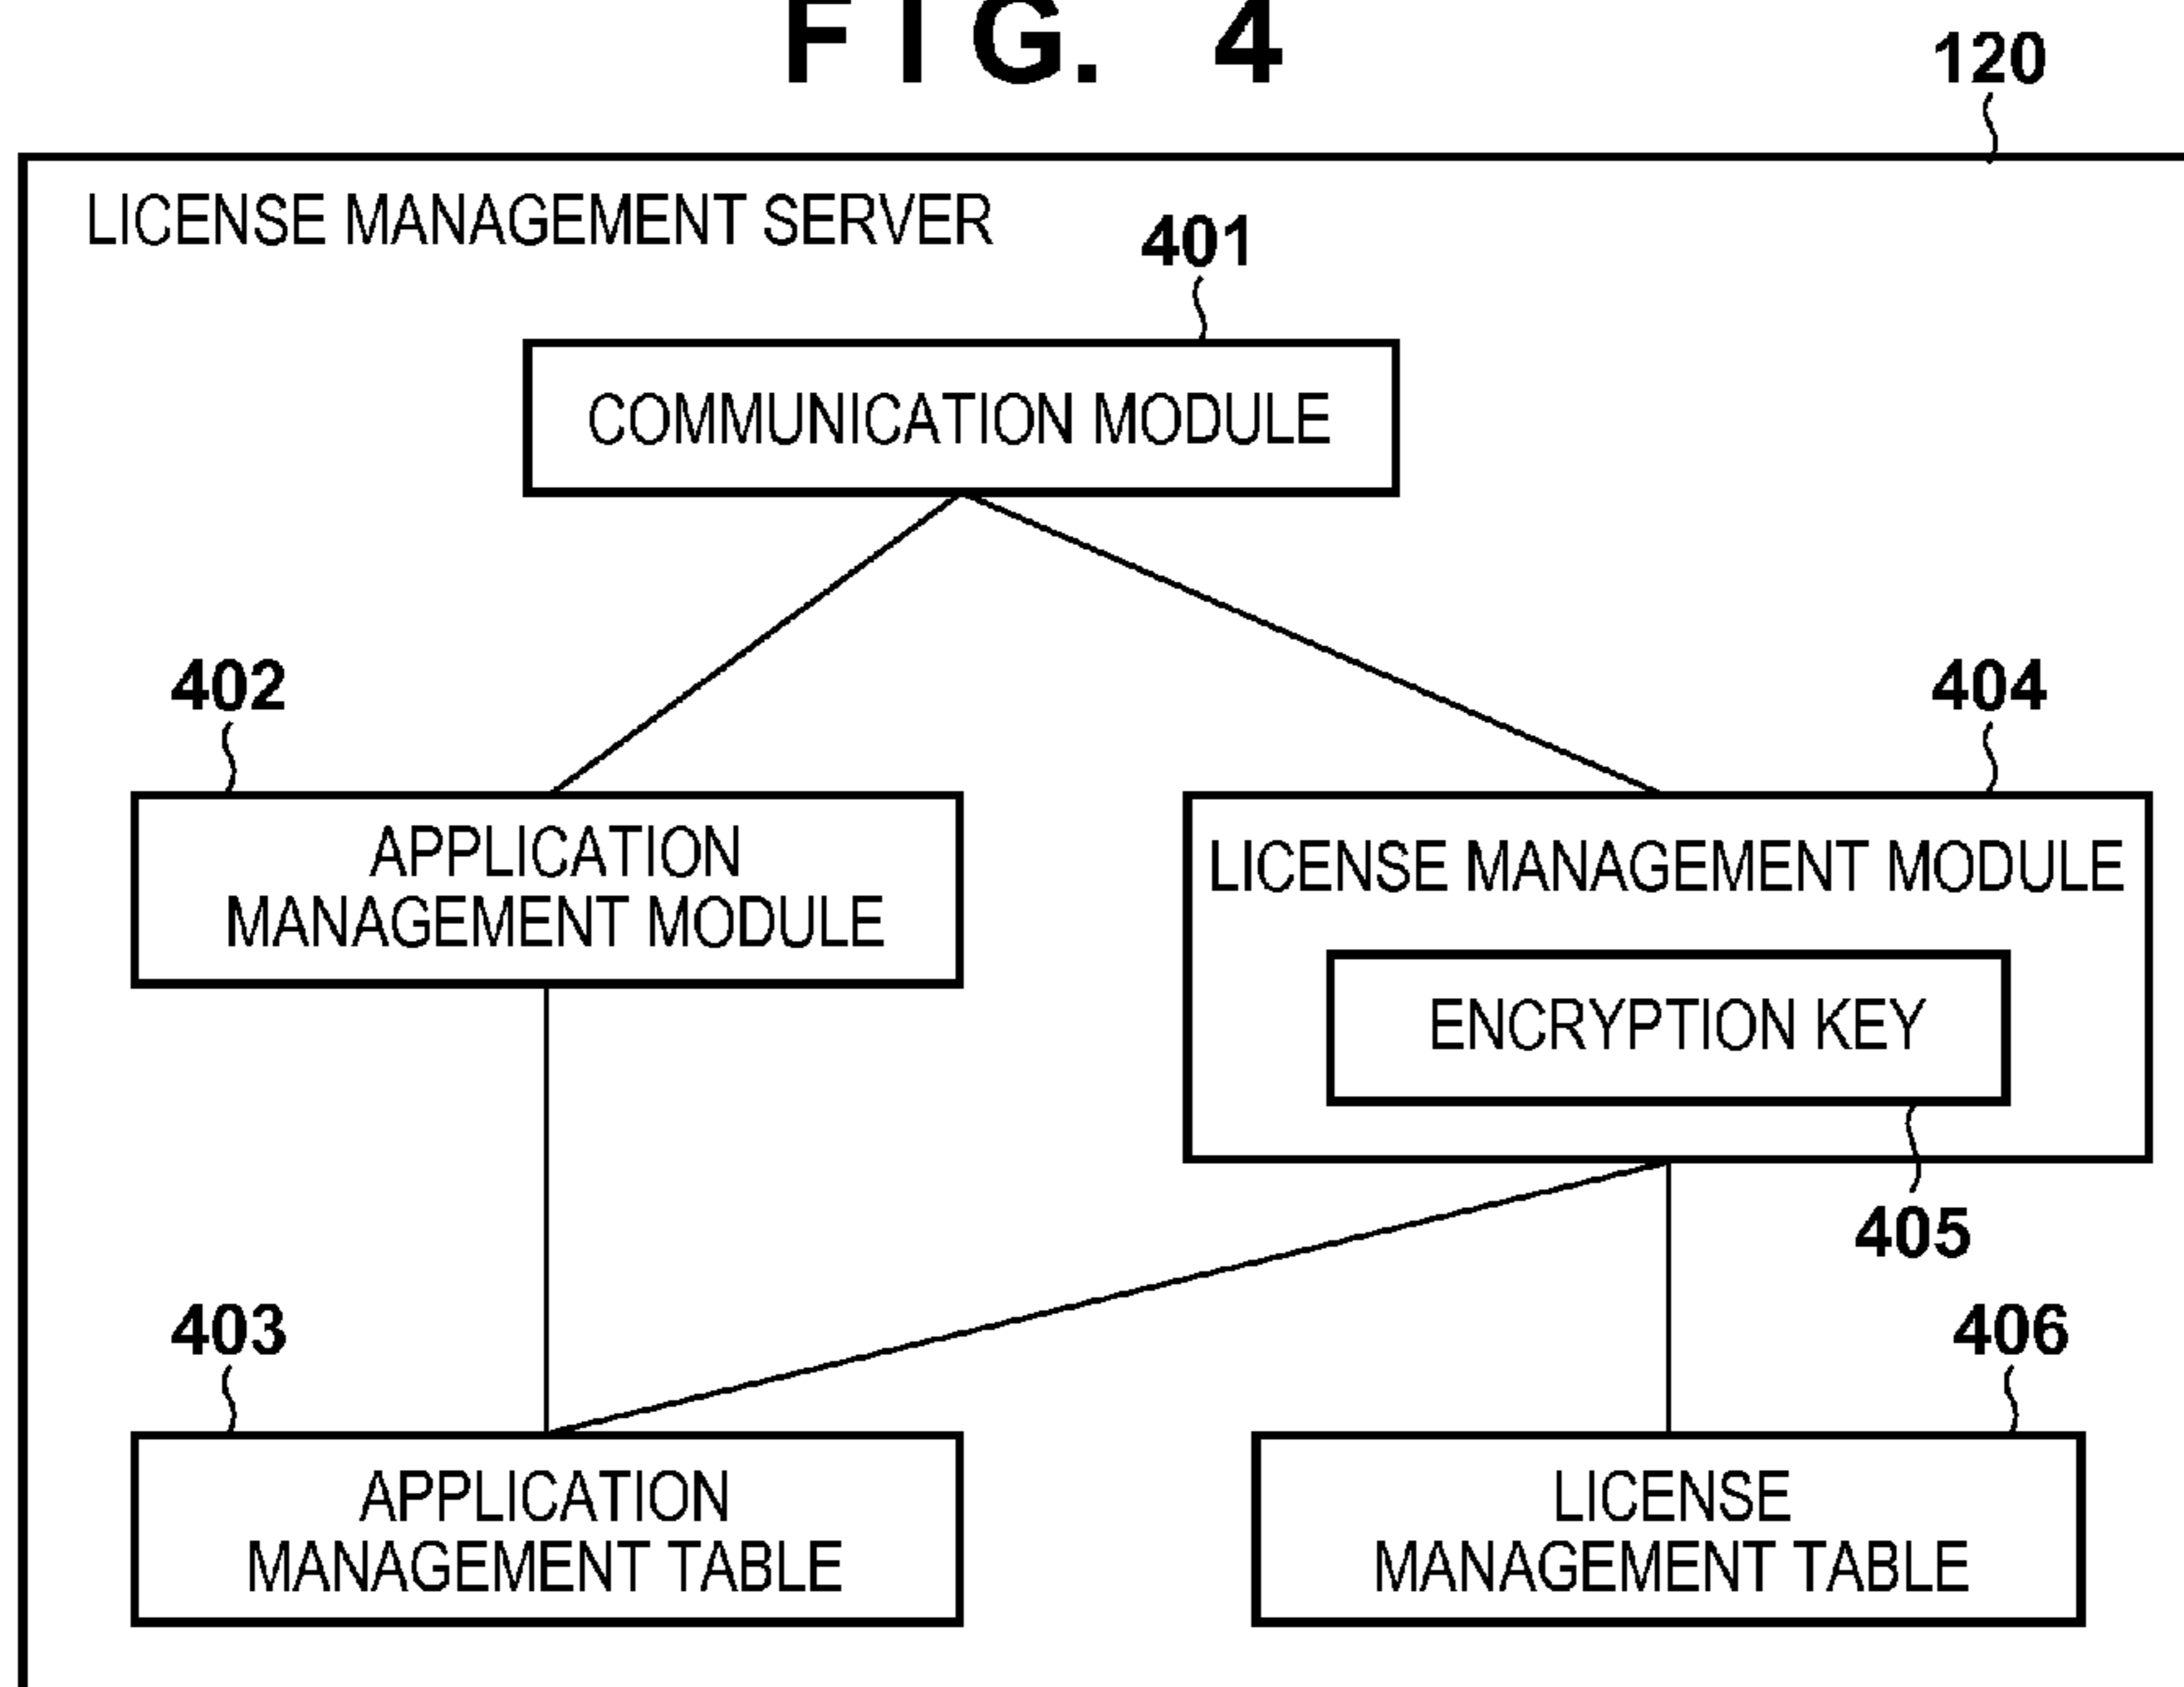 FIG. 4
120
LICENSE MANAGEMENT SERVER
401
COMMUNICATION MODULE
402
404
APPLICATION
MANAGEMENT MODULE
LICENSE MANAGEMENT MODULE
ENCRYPTION KEY
405
403
406
APPLICATION
MANAGEMENT TABLE
LICENSE
MANAGEMENT TABLE